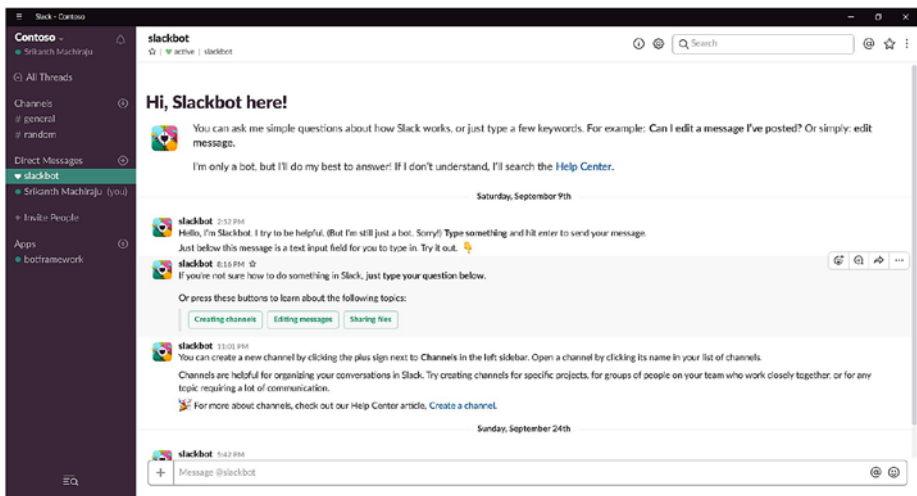 Slack - Contoso
Contoso
Srikanth Machiraju
All Threads
Channels
# general
# random
Direct Messages
slackbot
Srikanth Machiraju (you)
+ Invite People
Apps
botframework
slackbot
active | slackbot
Search
Hi, Slackbot here!
You can ask me simple questions about how Slack works, or just type a few keywords. For example: Can I edit a message I've posted? Or simply: edit
message.
I'm only a bot, but I'll do my best to answer! If I don't understand, I'll search the Help Center.
Saturday, September 9th
slackbot 2:52 PM
Hello, I'm Slackbot. I try to be helpful. (But I'm still just a bot. Sorry!) Type something and hit enter to send your message.
Just below this message is a text input field for you to type in. Try it out.
slackbot 8:16 PM
If you're not sure how to do something in Slack, just type your question below.
Or press these buttons to learn about the following topics:
Creating channels Editing messages Sharing files
slackbot 11:01 PM
You can create a new channel by clicking the plus sign next to Channels in the left sidebar. Open a channel by clicking its name in your list of channels.
Channels are helpful for organizing your conversations in Slack. Try creating channels for specific projects, for groups of people on your team who work closely together, or for any
topic requiring a lot of communication.
For more about channels, check out our Help Center article, Create a channel.
Sunday, September 24th
slackbot 5:42 PM
Message @slackbot